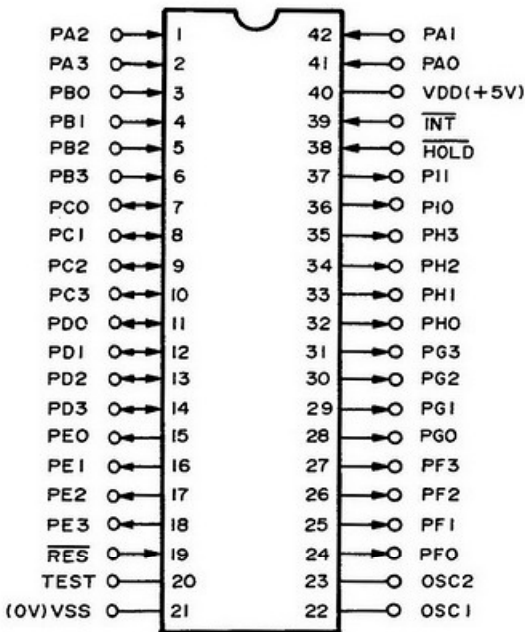 PA2 1 42 PA1
PA3 2 41 PA0
PB0 3 40 VDD(+5V)
PB1 4 39 INT
PB2 5 38 HOLD
PB3 6 37 PI1
PC0 7 36 PI0
PC1 8 35 PH3
PC2 9 34 PH2
PC3 10 33 PH1
PD0 11 32 PH0
PD1 12 31 PG3
PD2 13 30 PG2
PD3 14 29 PG1
PE0 15 28 PG0
PE1 16 27 PF3
PE2 17 26 PF2
PE3 18 25 PF1
RES 19 24 PF0
TEST 20 23 OSC2
(0V)VSS 21 22 OSC1